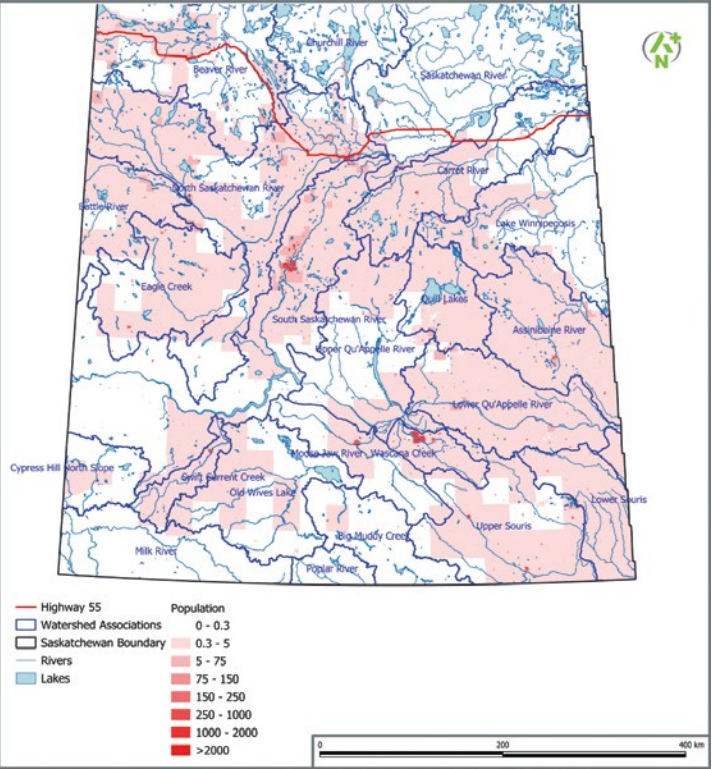 Churchill River
N
Beaver River
Saskatchewan River
Carrot River
North Saskatchewan River
Battle River
Lake Winnipegosis
Eagle Creek
Quill Lakes
South Saskatchewan River
Assiniboine River
Upper Qu'Appelle River
Lower Qu'Appelle River
Moose Jaw River
Wascana Creek
Cypress Hill North Slope
Swift Current Creek
Old Wives Lake
Lower Souris
Upper Souris
Big Muddy Creek
Milk River
Poplar River
Highway 55
Watershed Associations
Saskatchewan Boundary
Rivers
Lakes
Population
0 - 0.3
0.3 - 5
5 - 75
75 - 150
150 - 250
250 - 1000
1000 - 2000
>2000
0 200 400 km